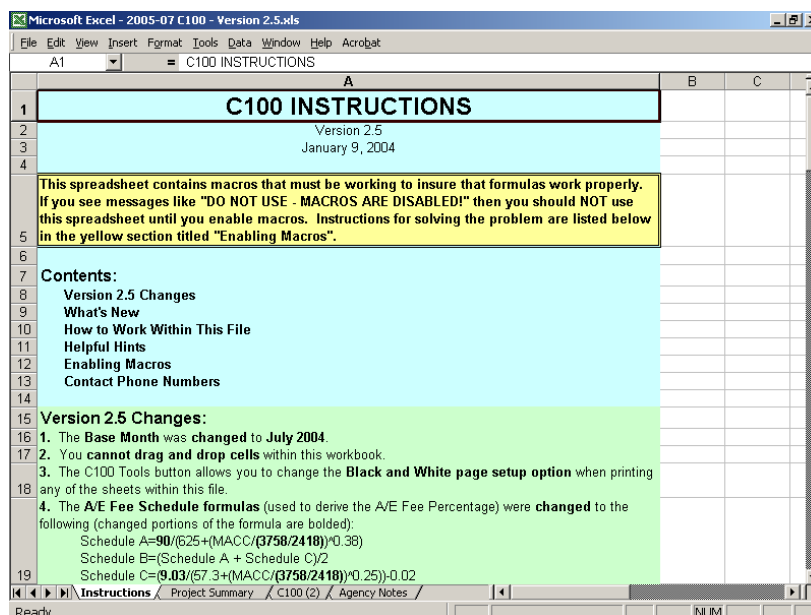 Microsoft Excel - 2005-07 C100 - Version 2.5.xls
File Edit View Insert Format Tools Data Window Help Acrobat
A1 = C100 INSTRUCTIONS
A B C
1 C100 INSTRUCTIONS
2 Version 2.5
3 January 9, 2004
4
This spreadsheet contains macros that must be working to insure that formulas work properly.
If you see messages like "DO NOT USE - MACROS ARE DISABLED!" then you should NOT use
this spreadsheet until you enable macros. Instructions for solving the problem are listed below
5 in the yellow section titled "Enabling Macros".
6
7 Contents:
8 Version 2.5 Changes
9 What's New
10 How to Work Within This File
11 Helpful Hints
12 Enabling Macros
13 Contact Phone Numbers
14
15 Version 2.5 Changes:
16 1. The Base Month was changed to July 2004.
17 2. You cannot drag and drop cells within this workbook.
3. The C100 Tools button allows you to change the Black and White page setup option when printing
18 any of the sheets within this file.
4. The A/E Fee Schedule formulas (used to derive the A/E Fee Percentage) were changed to the
following (changed portions of the formula are bolded):
Schedule A=90/(625+(MACC/(3758/2418))^0.38)
Schedule B=(Schedule A + Schedule C)/2
19 Schedule C=(9.03/(57.3+(MACC/(3758/2418))^0.25))-0.02
Instructions Project Summary C100 (2) Agency Notes
Ready NUM